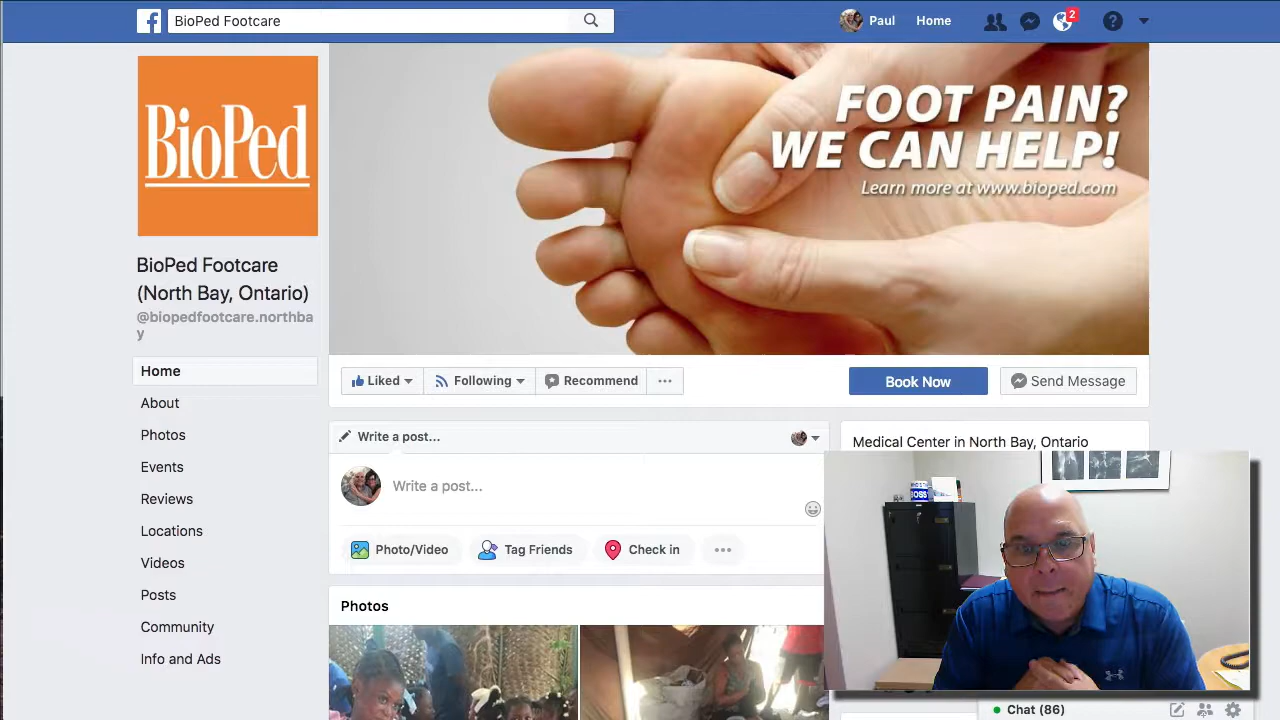 BioPed Footcare
Paul
Home
2
?
BioPed
FOOT PAIN?
WE CAN HELP!
Learn more at www.bioped.com
BioPed Footcare
(North Bay, Ontario)
@biopedfootcare.northba
y
Home
About
Photos
Events
Reviews
Locations
Videos
Posts
Community
Info and Ads
Liked
Following
Recommend
Book Now
Send Message
Write a post...
Write a post...
Photo/Video
Tag Friends
Check in
Photos
Medical Center in North Bay, Ontario
BOSS
Chat (86)